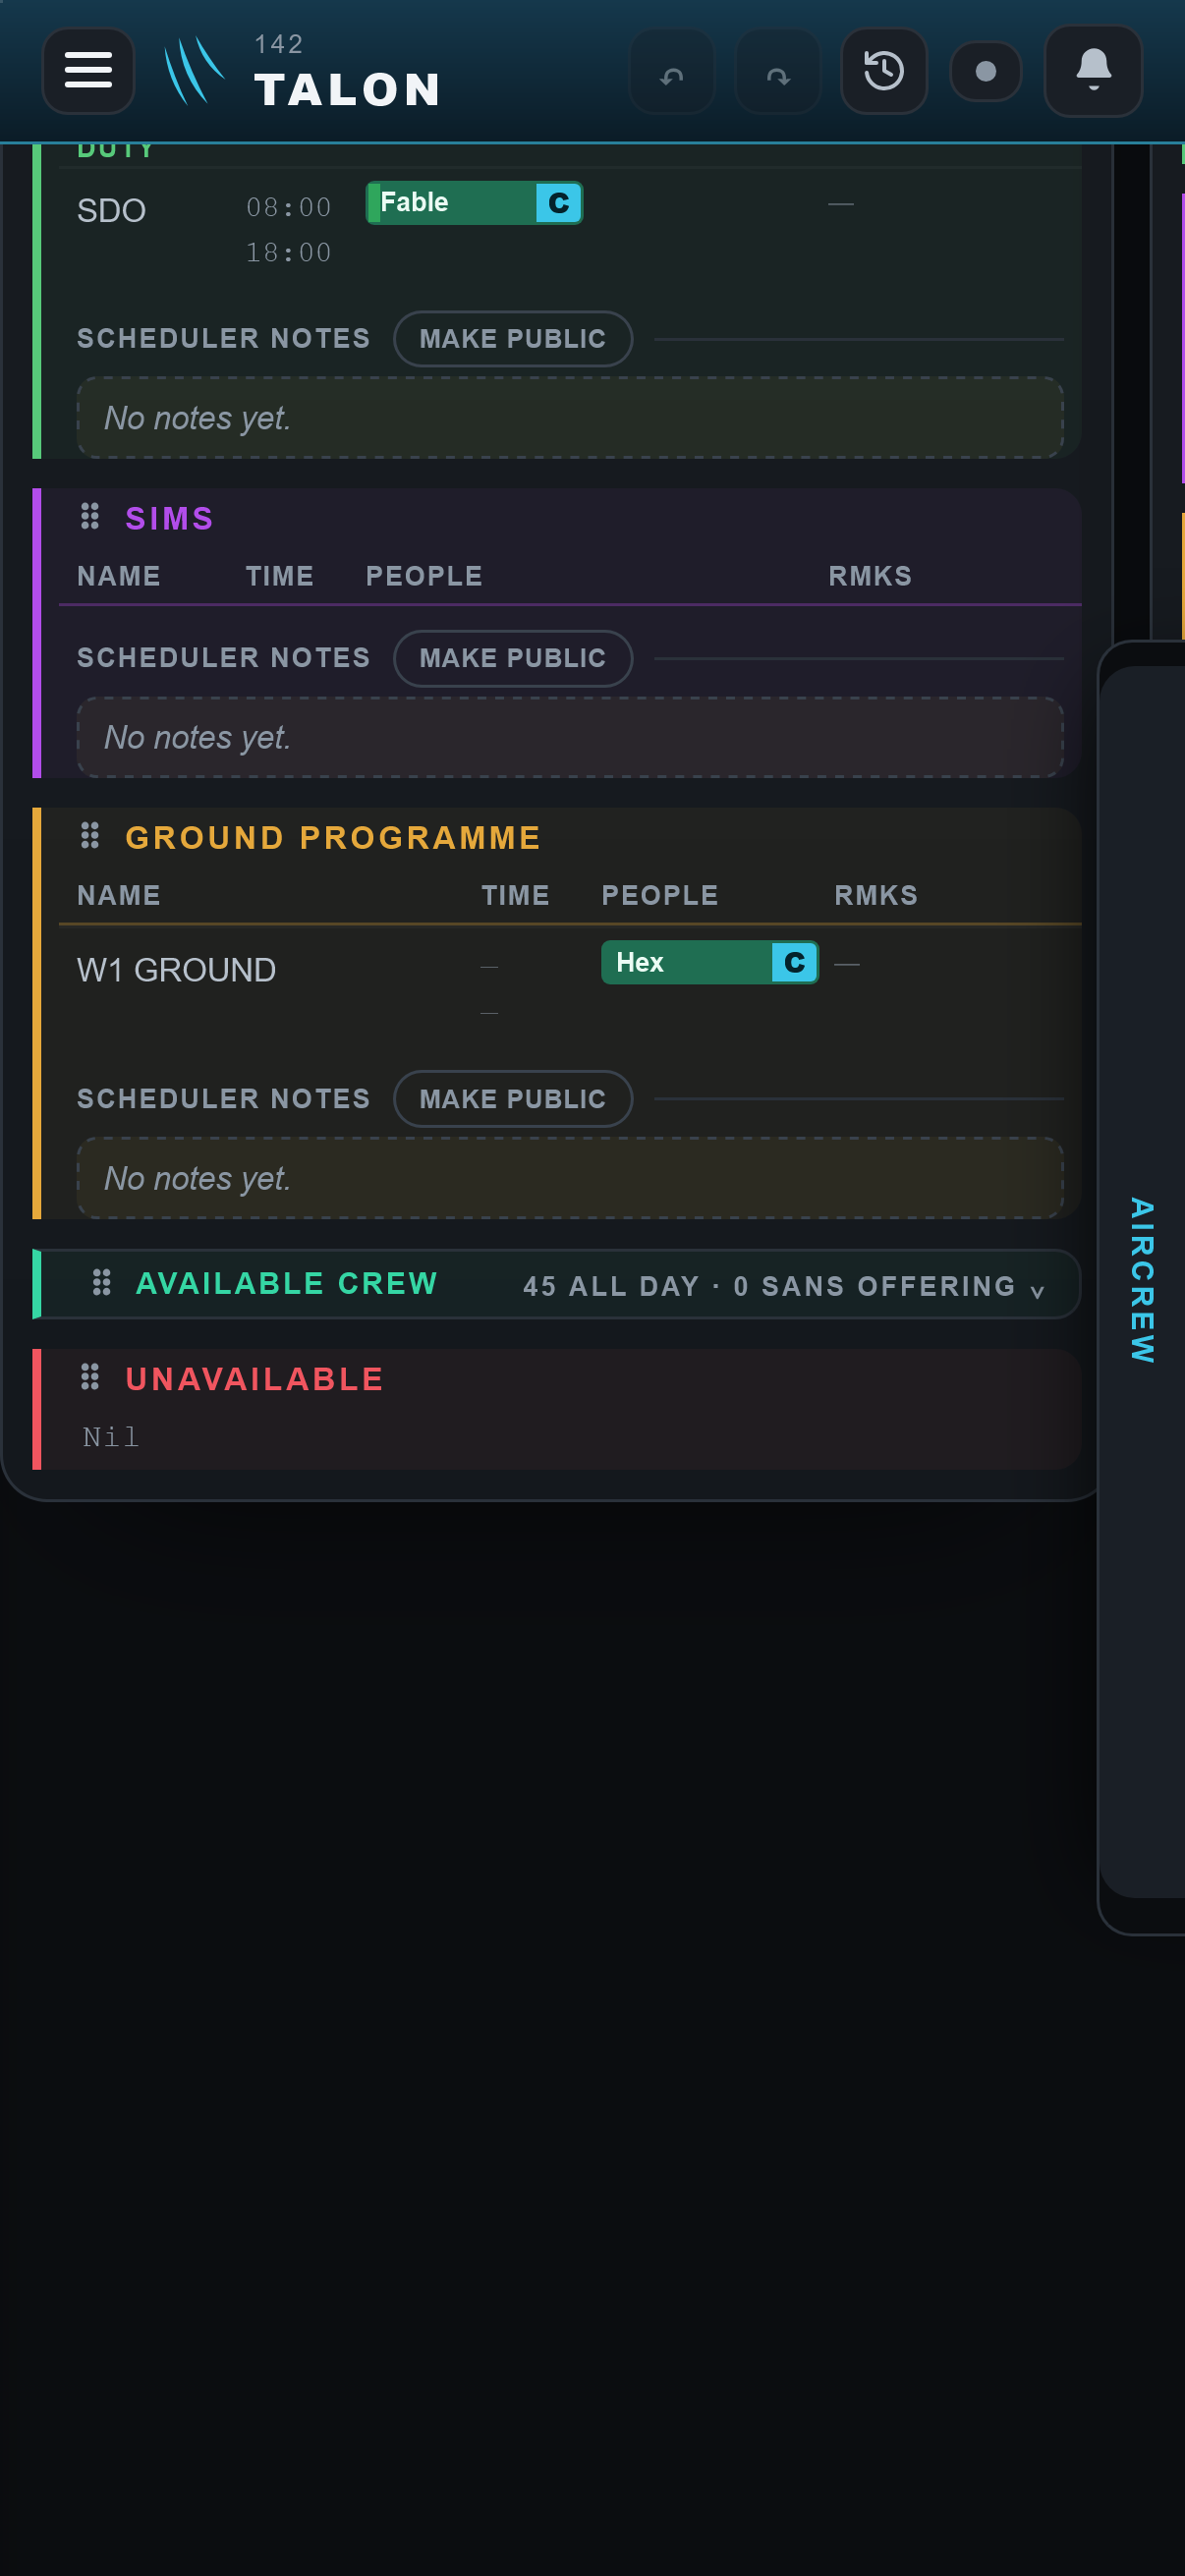 142
TALON
DUTY
SDO 08:00 Fable C —
18:00
SCHEDULER NOTES MAKE PUBLIC
No notes yet.
SIMS
NAME TIME PEOPLE RMKS
SCHEDULER NOTES MAKE PUBLIC
No notes yet.
GROUND PROGRAMME
NAME TIME PEOPLE RMKS
W1 GROUND — Hex C —
—
SCHEDULER NOTES MAKE PUBLIC
No notes yet.
AVAILABLE CREW 45 ALL DAY · 0 SANS OFFERING
UNAVAILABLE
Nil
AIRCREW